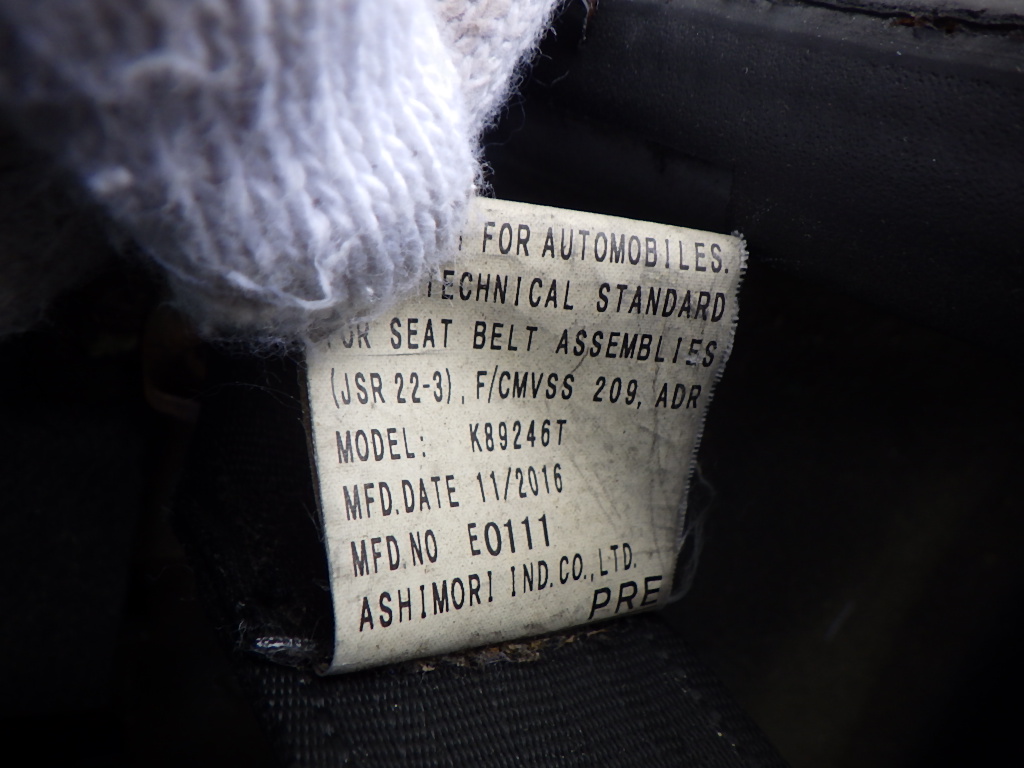 FOR AUTOMOBILES.
TECHNICAL STANDARD
SEAT BELT ASSEMBLIES
(JSR 22-3), F/CMVSS 209, ADR
MODEL: K89246T
MFD.DATE 11/2016
MFD.NO E0111
ASHIMORI IND.CO.,LTD.
PRE